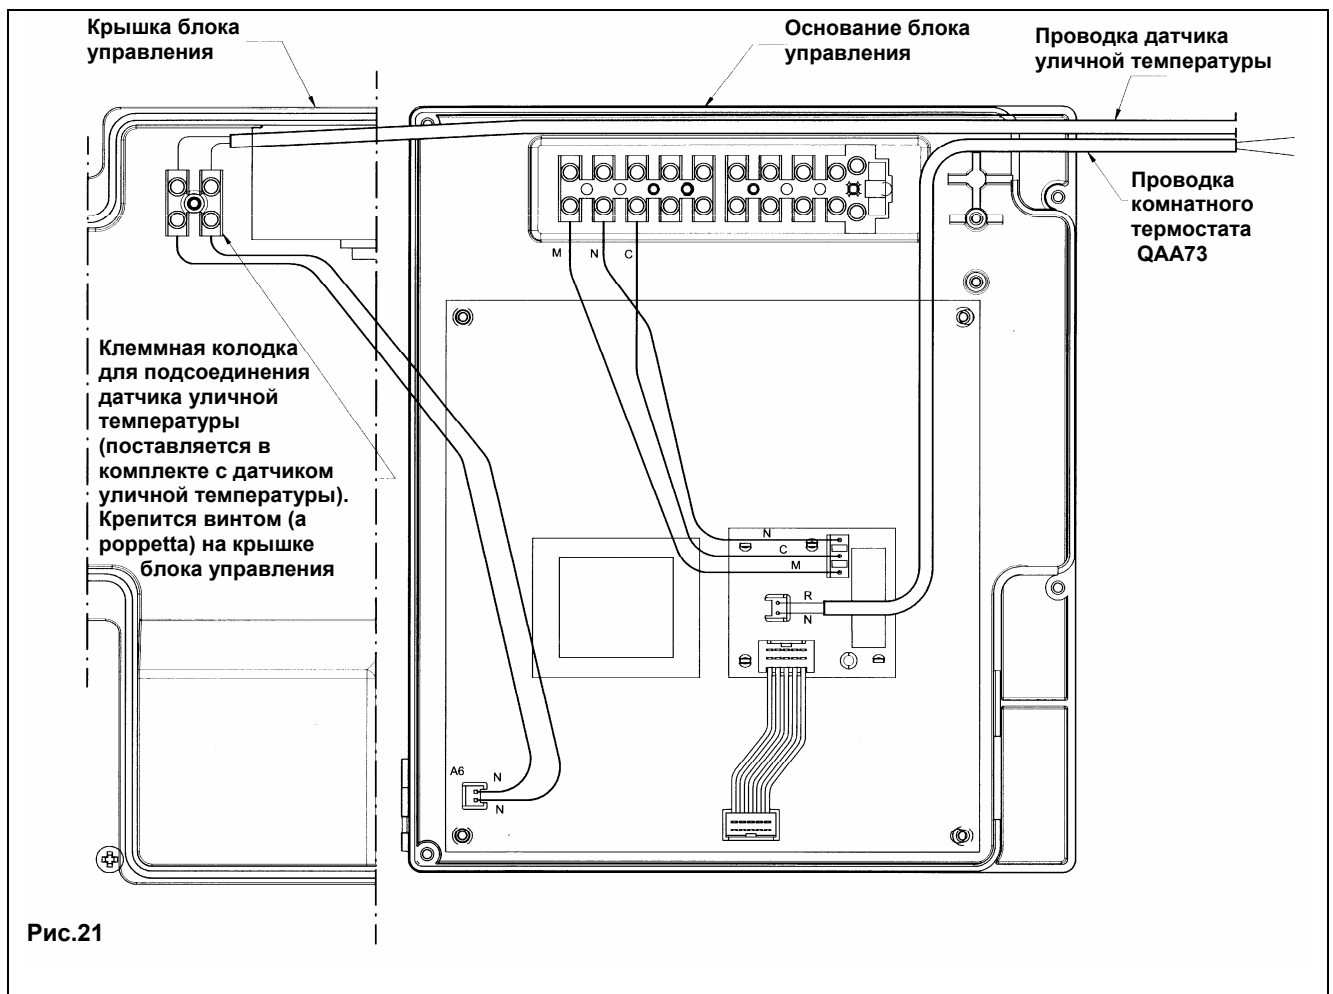 Крышка блока
управления
Основание блока
управления
Проводка датчика
уличной температуры
Проводка
комнатного
термостата
QAA73
M N C
Клеммная колодка
для подсоединения
датчика уличной
температуры
(поставляется в
комплекте с датчиком
уличной температуры).
Крепится винтом (a
poppetta) на крышке
блока управления
N
C
M
R
N
A6
N
N
Рис.21